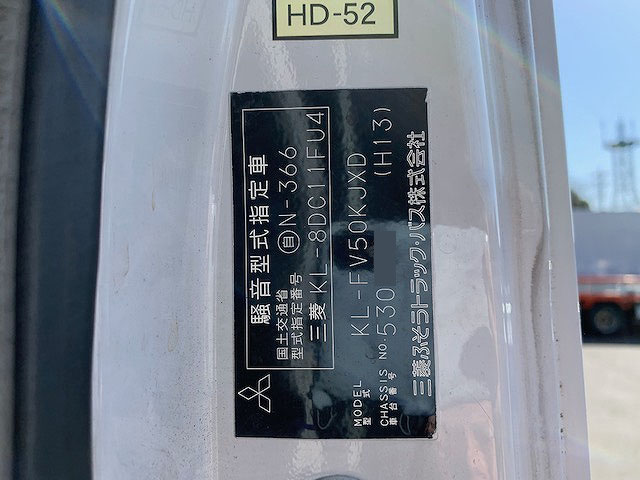 HD-52
騒音型式指定車
国土交通省
型式指定番号 自 N-366
三菱 KL-8DC11FU4
MODEL
型式 KL-FV50KJXD
CHASSIS NO.
車台番号 530 (H13)
三菱ふそうトラック・バス株式会社